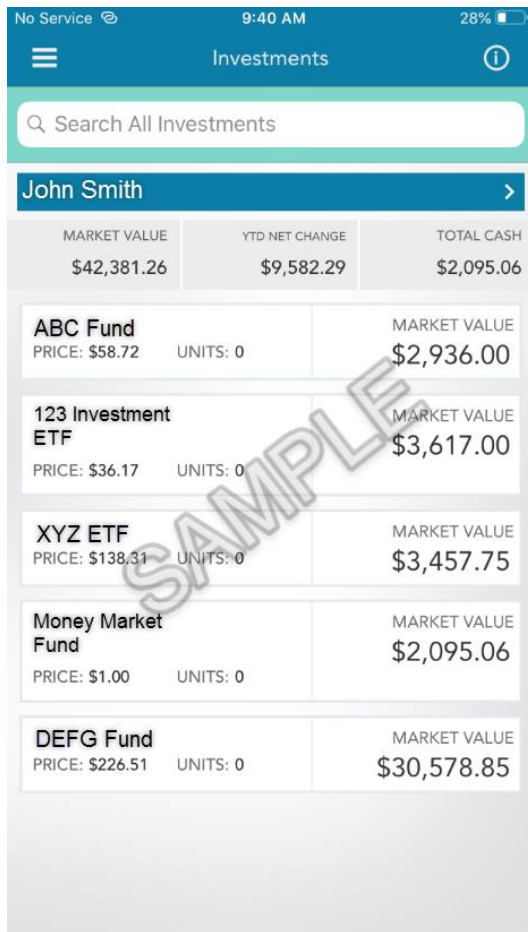 No Service
9:40 AM
28%
Investments
Search All Investments
John Smith
MARKET VALUE
YTD NET CHANGE
TOTAL CASH
$42,381.26
$9,582.29
$2,095.06
ABC Fund
MARKET VALUE
PRICE: $58.72 UNITS: 0
$2,936.00
123 Investment
ETF
MARKET VALUE
$3,617.00
PRICE: $36.17 UNITS: 0
XYZ ETF
MARKET VALUE
PRICE: $138.31 UNITS: 0
$3,457.75
Money Market
Fund
MARKET VALUE
$2,095.06
PRICE: $1.00 UNITS: 0
DEFG Fund
MARKET VALUE
PRICE: $226.51 UNITS: 0
$30,578.85
SAMPLE